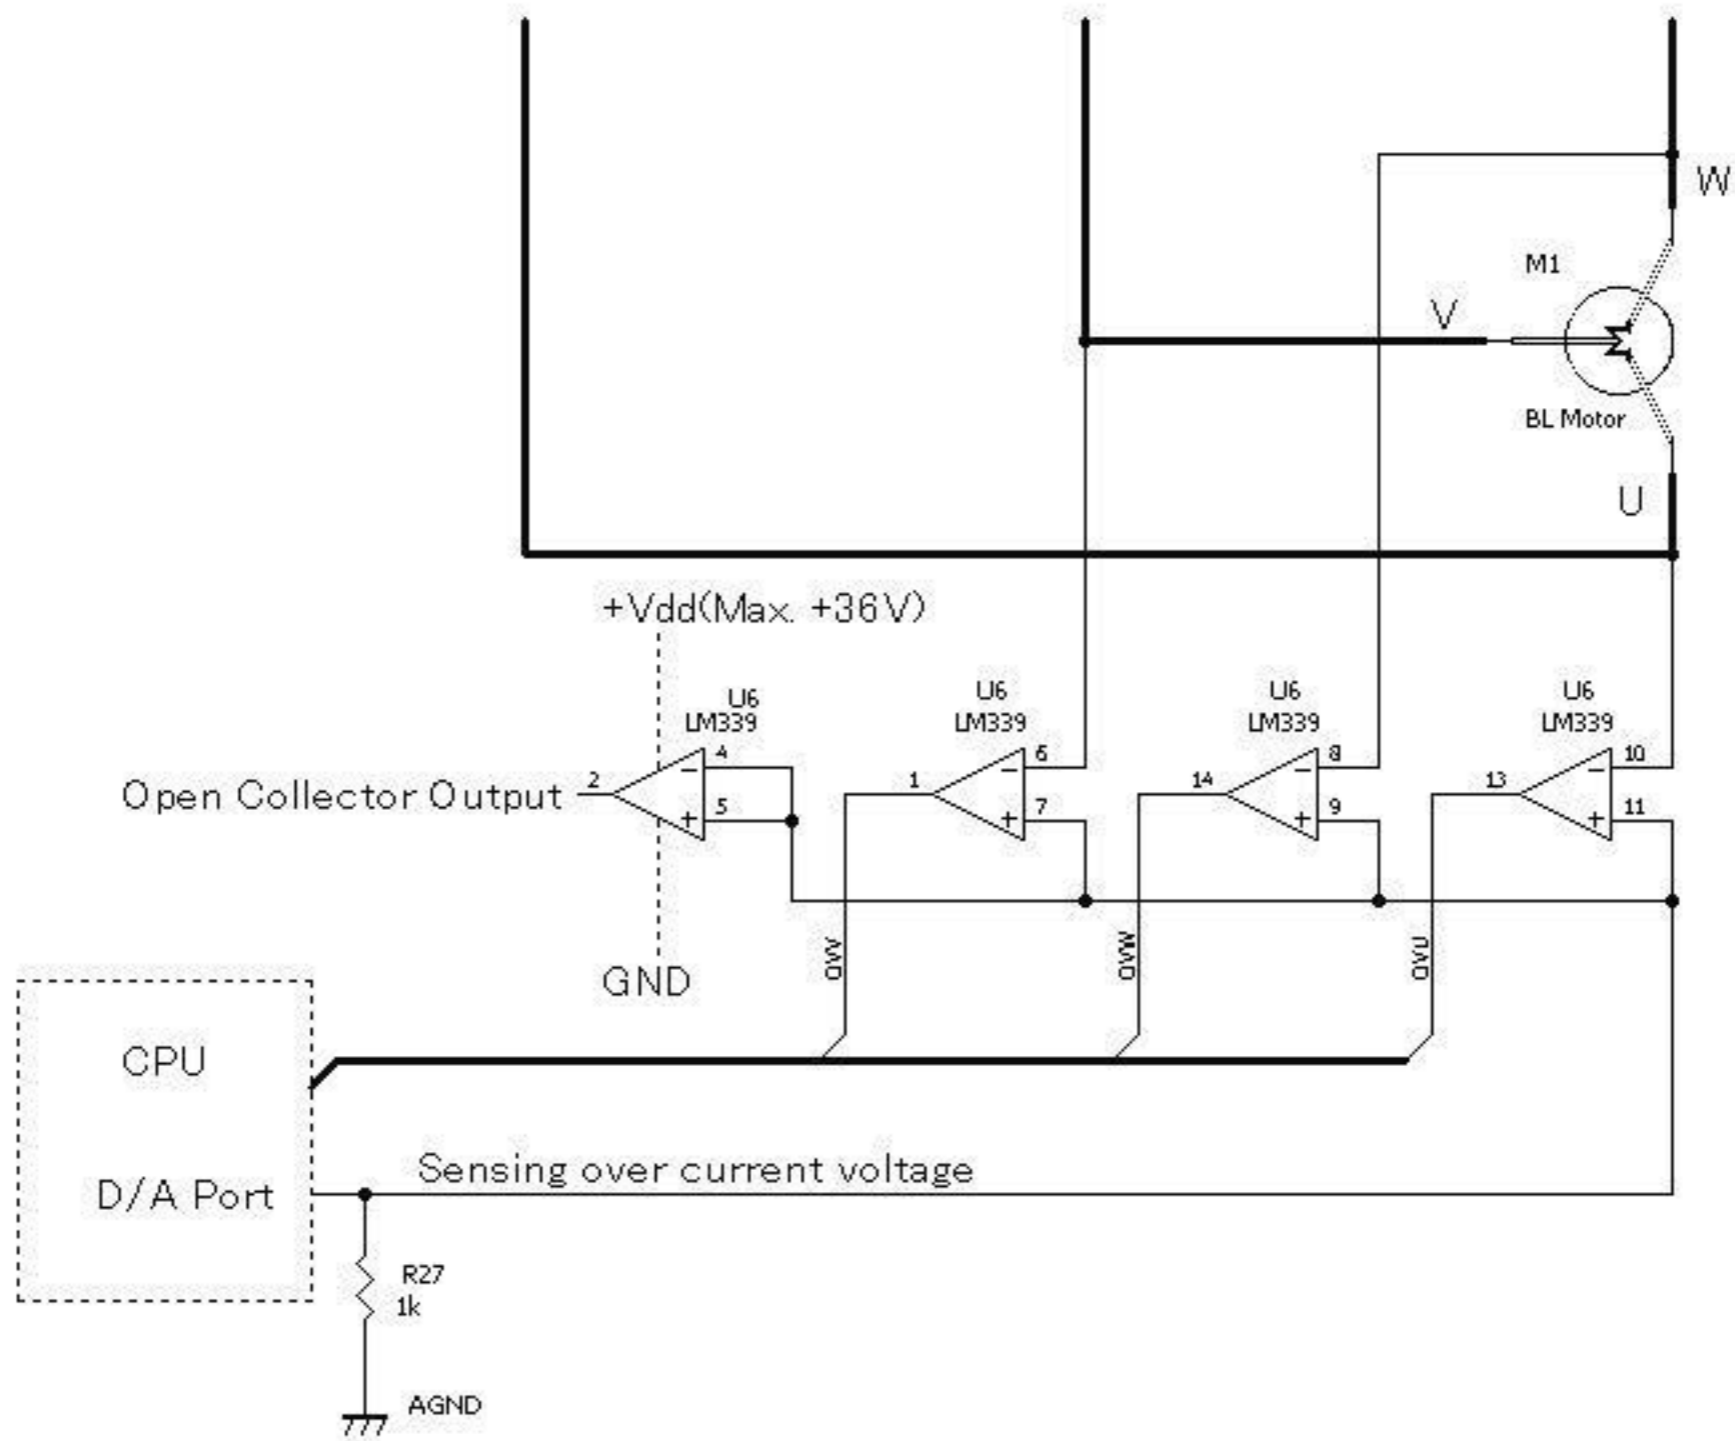 W
M1
V
BL Motor
U
+Vdd(Max. +36V)
U6
LM339
U6
LM339
U6
LM339
U6
LM339
4
6
8
10
Open Collector Output
2
1
14
13
-
-
-
-
+
+
+
+
5
7
9
11
OVV
OVW
OVU
GND
CPU
Sensing over current voltage
D/A Port
R27
1k
AGND